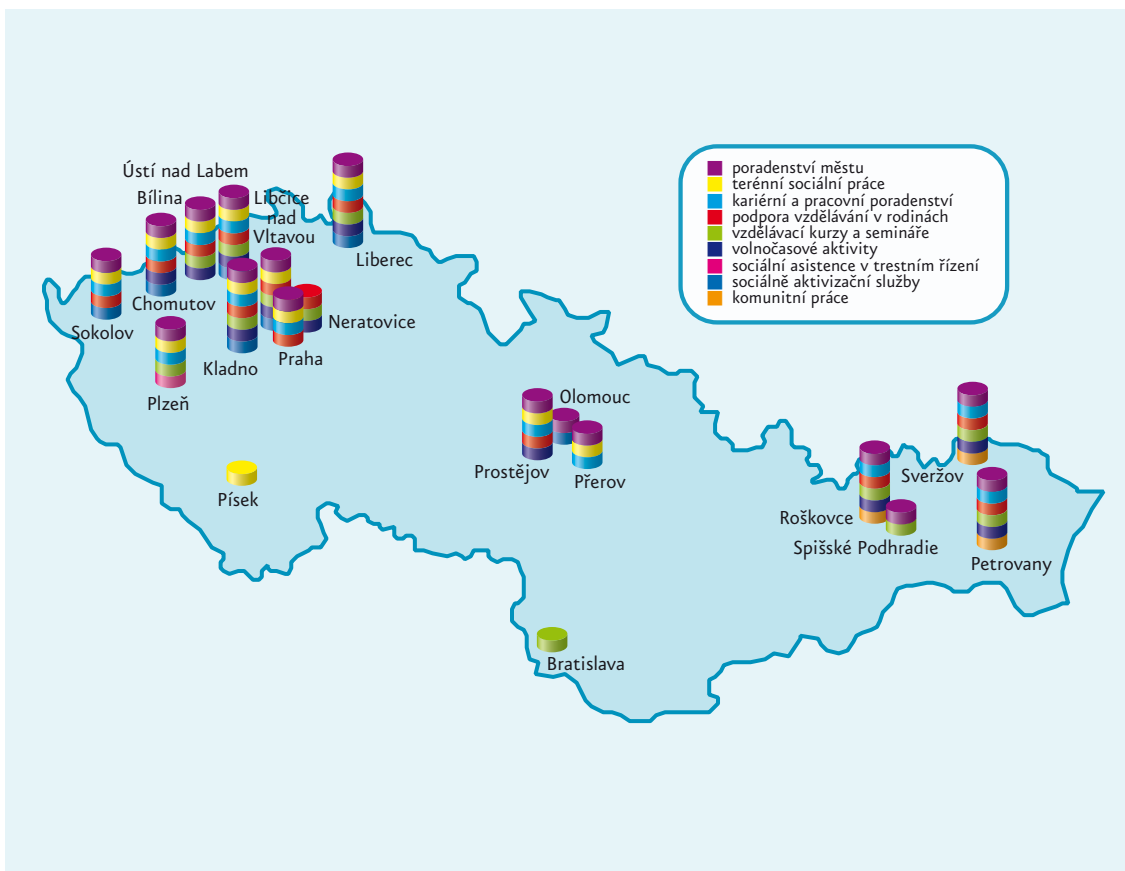 Ústí nad Labem
Bílina
Libčice
nad
Vltavou
Liberec
Chomutov
Sokolov
Neratovice
Praha
Kladno
Plzeň
Písek
poradenství městu
terénní sociální práce
kariérní a pracovní poradenství
podpora vzdělávání v rodinách
vzdělávací kurzy a semináře
volnočasové aktivity
sociální asistence v trestním řízení
sociálně aktivizační služby
komunitní práce
Olomouc
Prostějov
Přerov
Sveržov
Roškovce
Spišské Podhradie
Petrovany
Bratislava